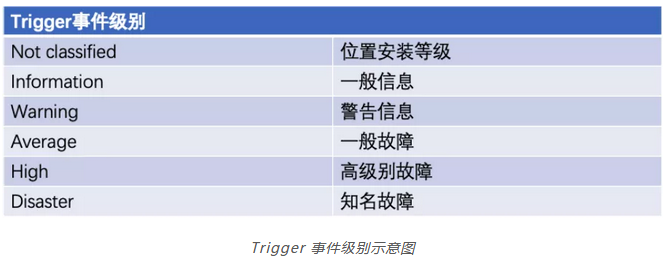 Trigger事件级别
Not classified 位置安装等级
Information 一般信息
Warning 警告信息
Average 一般故障
High 高级别故障
Disaster 知名故障
Trigger 事件级别示意图